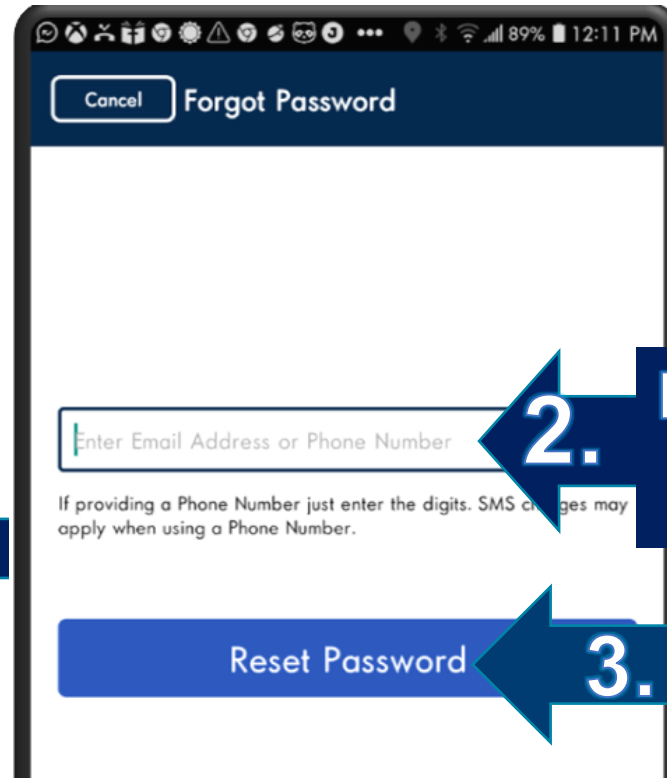 89% 12:11 PM
Cancel Forgot Password
Enter Email Address or Phone Number
2.
If providing a Phone Number just enter the digits. SMS may
apply when using a Phone Number.
Reset Password
3.